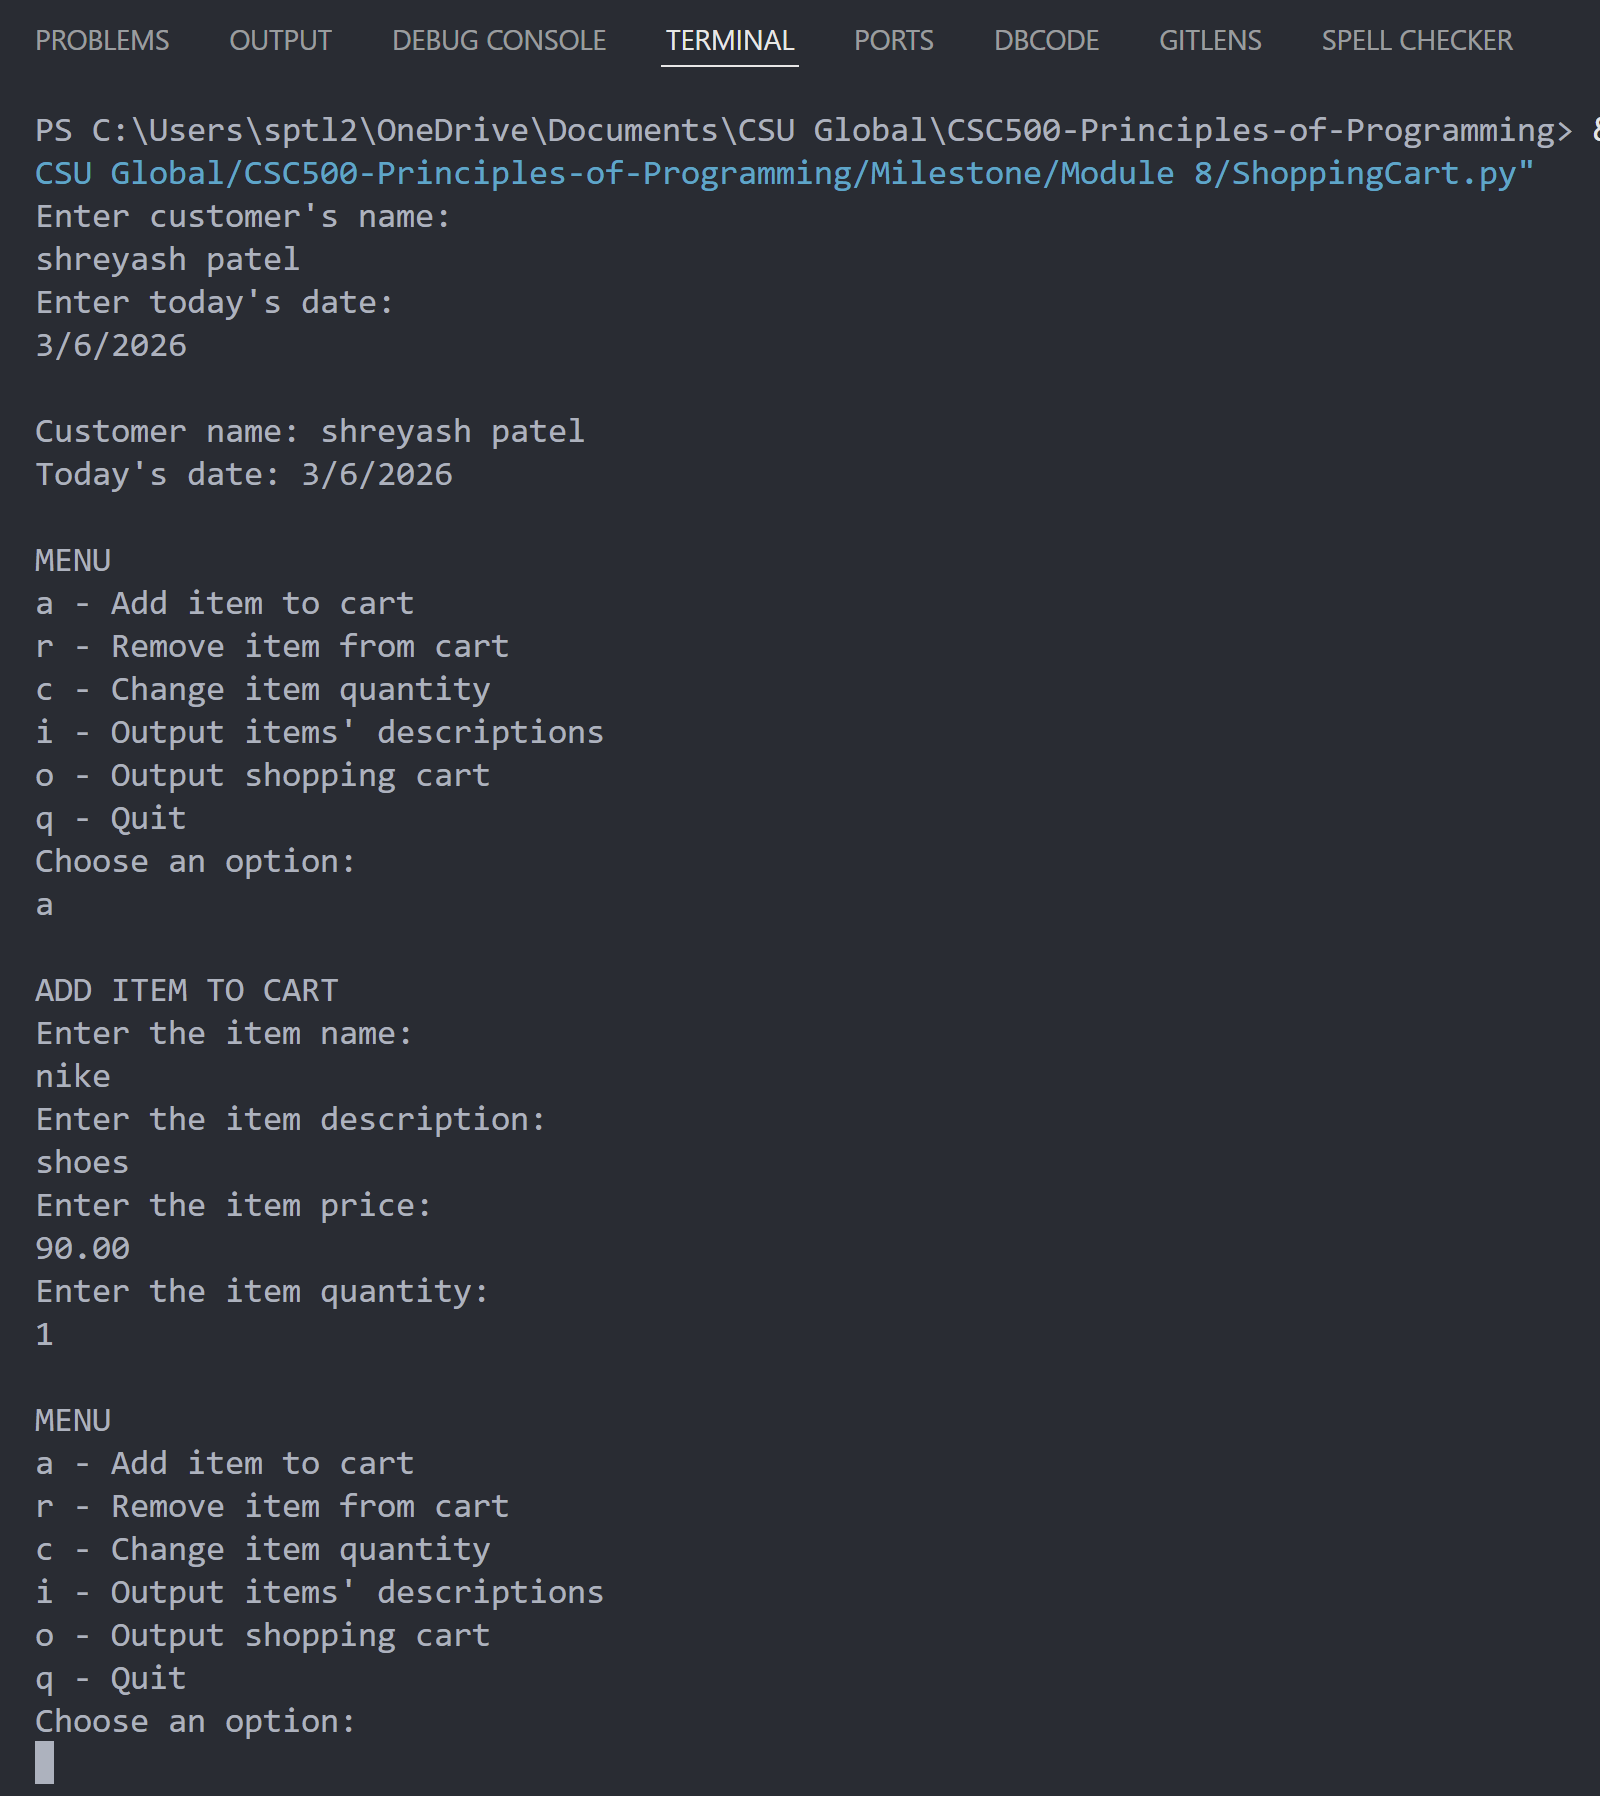 PROBLEMS OUTPUT DEBUG CONSOLE TERMINAL PORTS DBCODE GITLENS SPELL CHECKER
PS C:\Users\sptl2\OneDrive\Documents\CSU Global\CSC500-Principles-of-Programming> &
CSU Global/CSC500-Principles-of-Programming/Milestone/Module 8/ShoppingCart.py"
Enter customer's name:
shreyash patel
Enter today's date:
3/6/2026
Customer name: shreyash patel
Today's date: 3/6/2026
MENU
a - Add item to cart
r - Remove item from cart
c - Change item quantity
i - Output items' descriptions
o - Output shopping cart
q - Quit
Choose an option:
a
ADD ITEM TO CART
Enter the item name:
nike
Enter the item description:
shoes
Enter the item price:
90.00
Enter the item quantity:
1
MENU
a - Add item to cart
r - Remove item from cart
c - Change item quantity
i - Output items' descriptions
o - Output shopping cart
q - Quit
Choose an option: